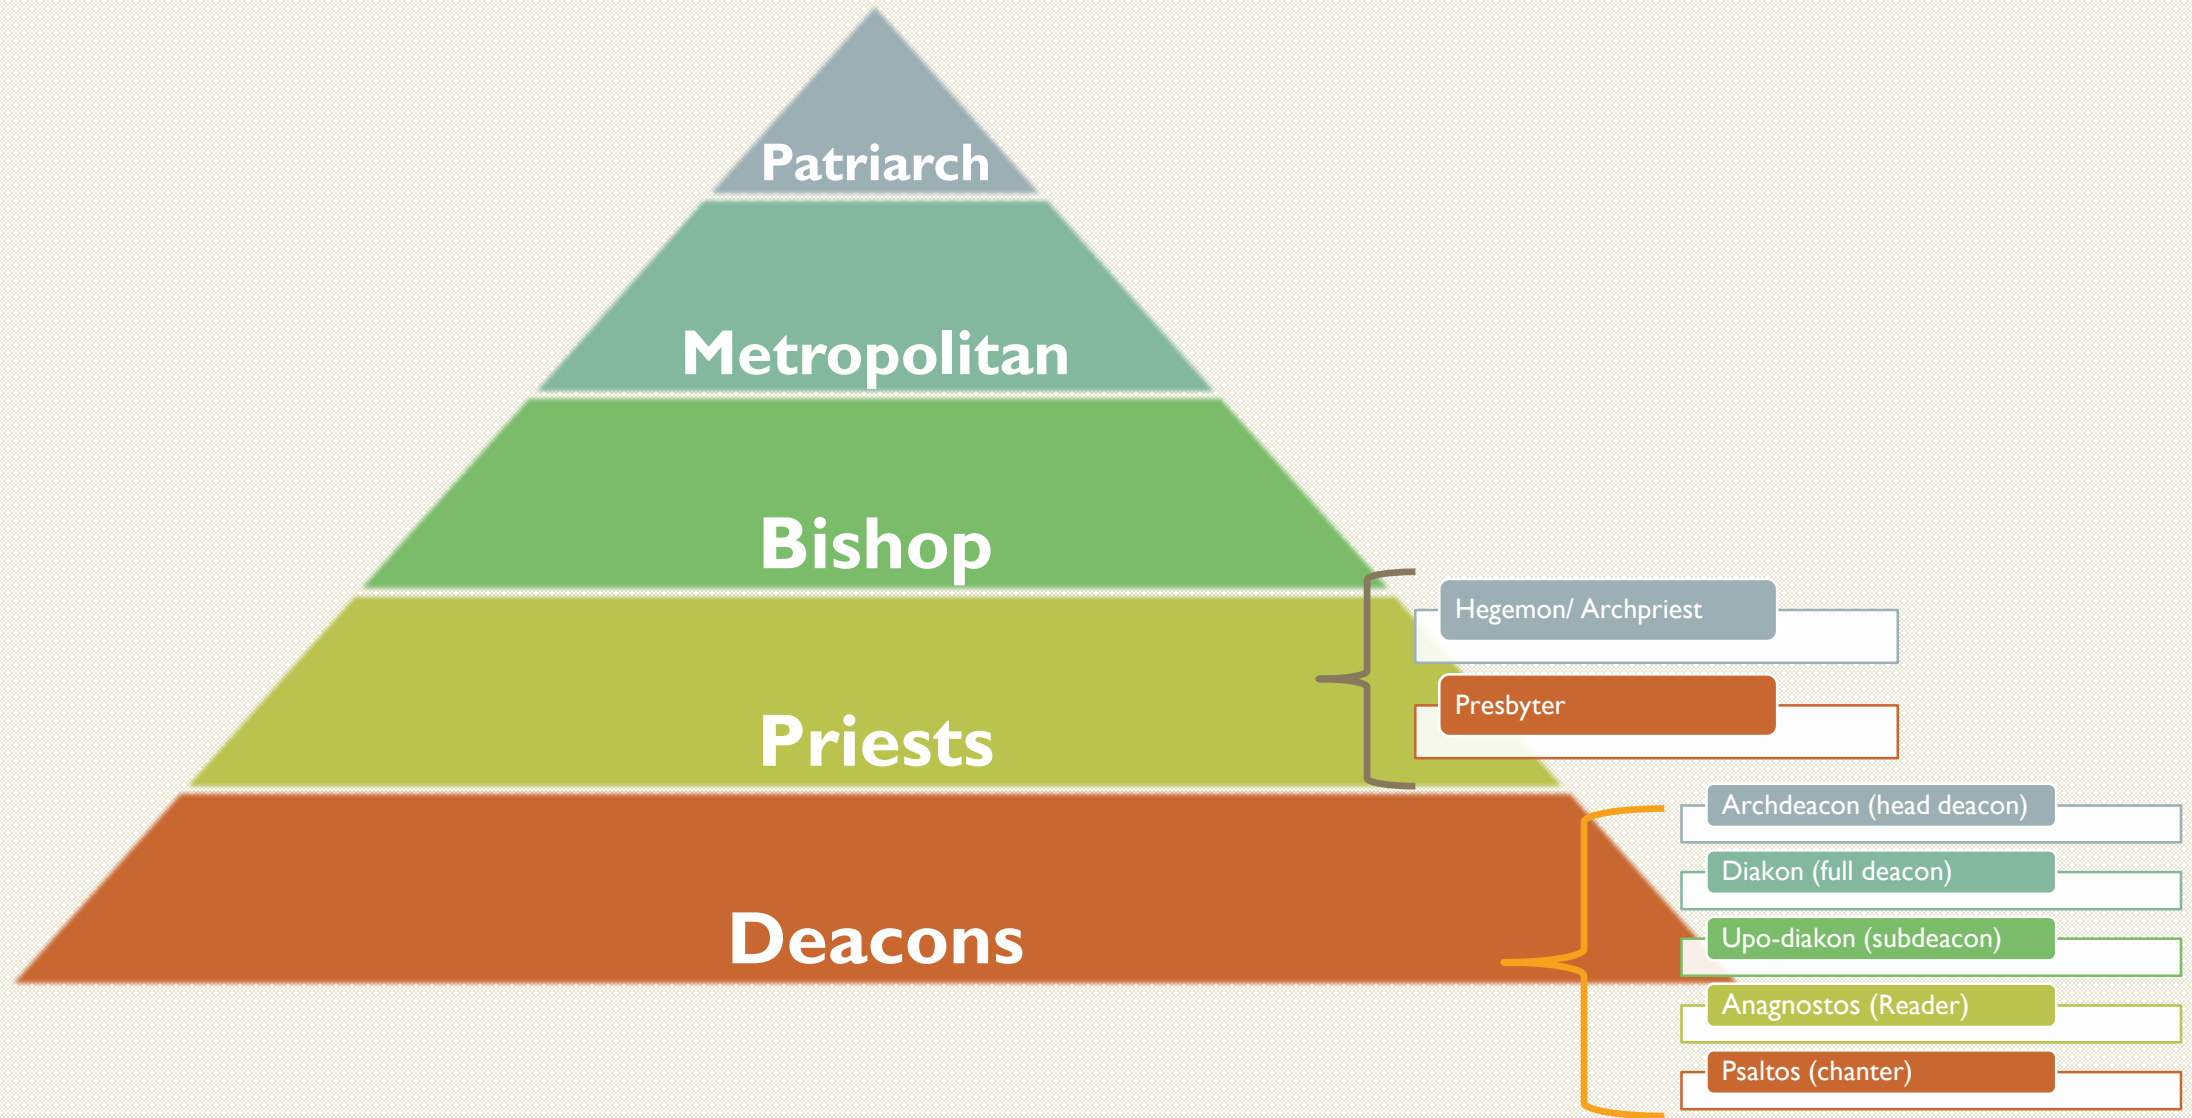 Patriarch
Metropolitan
Bishop
Priests
Hegemon/ Archpriest
Presbyter
Deacons
Archdeacon (head deacon)
Diakon (full deacon)
Upo-diakon (subdeacon)
Anagnostos (Reader)
Psaltos (chanter)